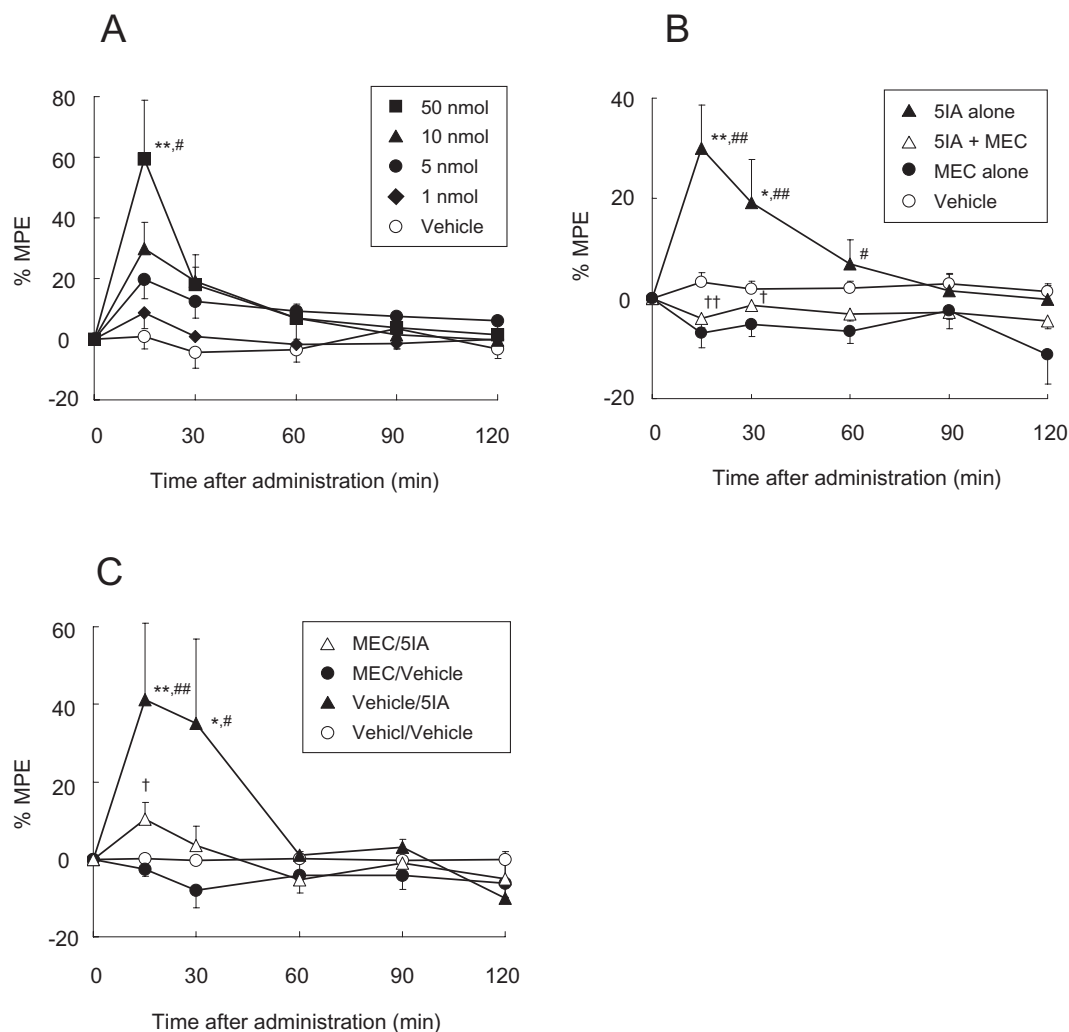 A
80
60
40
20
0
-20
% MPE
**,#
50 nmol
10 nmol
5 nmol
1 nmol
Vehicle
0 30 60 90 120
Time after administration (min)
B
40
20
0
-20
% MPE
**,##
*,##
#
††
†
5IA alone
5IA + MEC
MEC alone
Vehicle
0 30 60 90 120
Time after administration (min)
C
60
40
20
0
-20
% MPE
**,##
*,#
†
MEC/5IA
MEC/Vehicle
Vehicle/5IA
Vehicl/Vehicle
0 30 60 90 120
Time after administration (min)